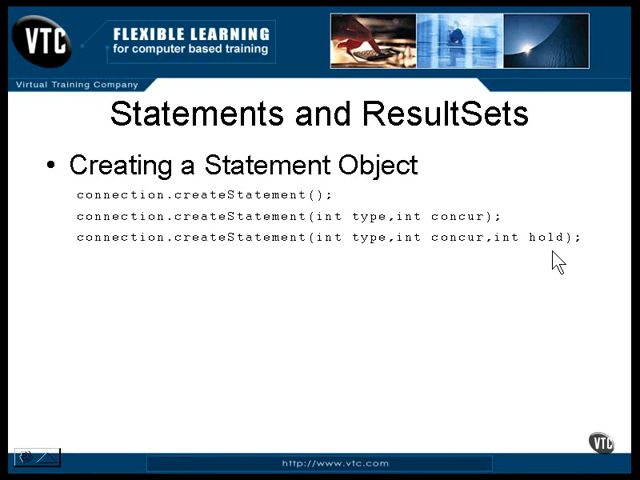 VTC
FLEXIBLE LEARNING
for computer based training
Virtual Training Company
Statements and ResultSets
• Creating a Statement Object
connection.createStatement();
connection.createStatement(int type,int concur);
connection.createStatement(int type,int concur,int hold);
VTC
http://www.vtc.com